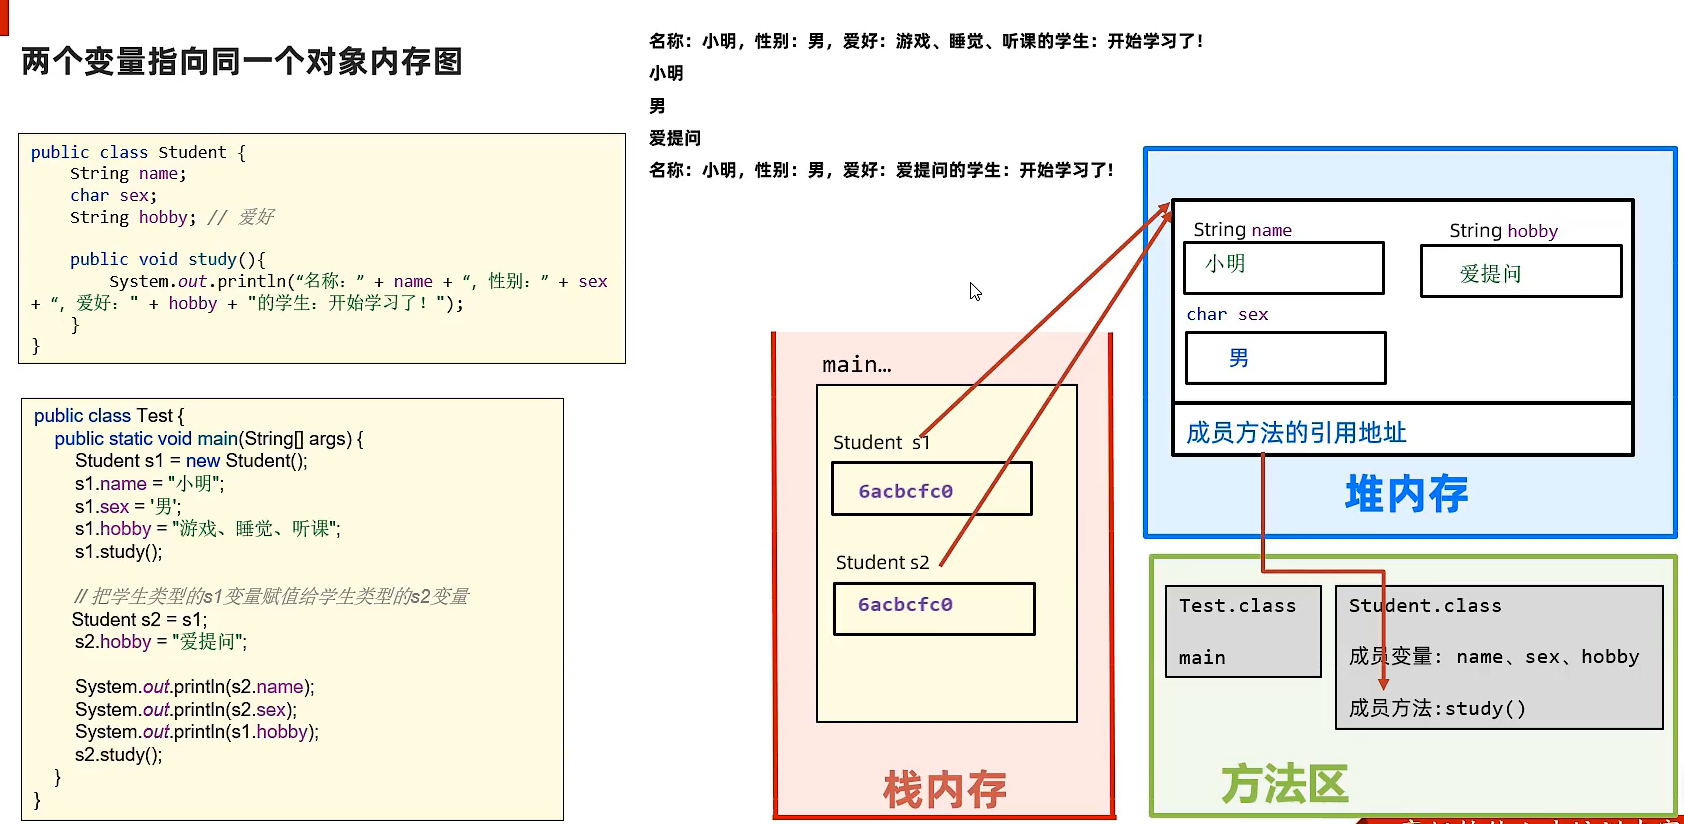 两个变量指向同一个对象内存图
public class Student {
String name;
char sex;
String hobby; // 爱好
public void study(){
System.out.println(“名称：” + name + “，性别：” + sex
+ “，爱好：" + hobby + "的学生：开始学习了！");
}
}
public class Test {
public static void main(String[] args) {
Student s1 = new Student();
s1.name = "小明";
s1.sex = '男';
s1.hobby = "游戏、睡觉、听课";
s1.study();
// 把学生类型的s1变量赋值给学生类型的s2变量
Student s2 = s1;
s2.hobby = "爱提问";
System.out.println(s2.name);
System.out.println(s2.sex);
System.out.println(s1.hobby);
s2.study();
}
}
名称：小明，性别：男，爱好：游戏、睡觉、听课的学生：开始学习了！
小明
男
爱提问
名称：小明，性别：男，爱好：爱提问的学生：开始学习了！
main…
Student s1
6acbcfc0
Student s2
6acbcfc0
栈内存
String name
小明
String hobby
爱提问
char sex
男
成员方法的引用地址
堆内存
Test.class
main
Student.class
成员变量: name、sex、hobby
成员方法:study()
方法区